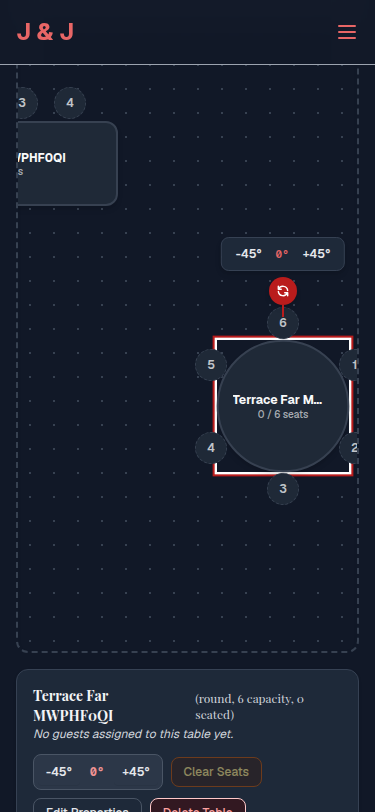 J & J
3 4
MWPHF0QI
s
-45° 0° +45°
6
5 1
Terrace Far M...
0 / 6 seats
4 2
3
Terrace Far (round, 6 capacity, 0
MWPHF0QI seated)
No guests assigned to this table yet.
-45° 0° +45° Clear Seats
Edit Properties Delete Table